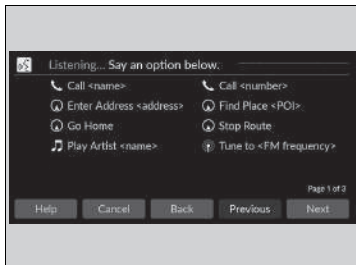 Listening... Say an option below.
Call <name> Call <number>
Enter Address <address> Find Place <POI>
Go Home Stop Route
Play Artist <name> Tune to <FM frequency>
Page 1 of 3
Help Cancel Back Previous Next